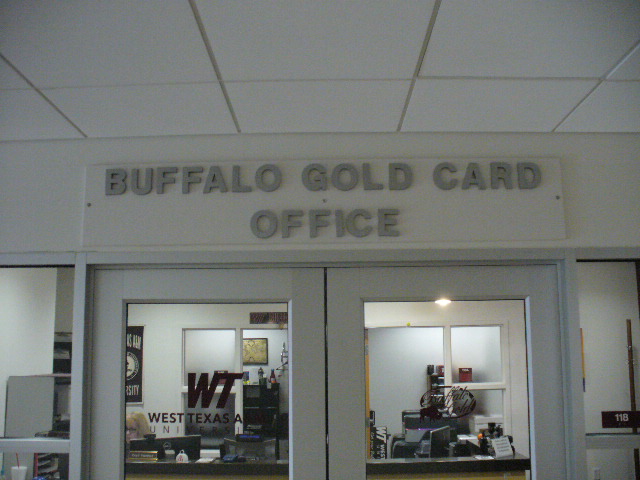 BUFFALO GOLD CARD
OFFICE
WT
WEST TEXAS A
118